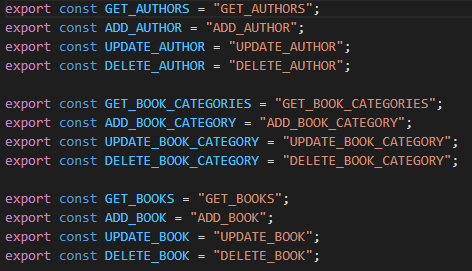 export const GET_AUTHORS = "GET_AUTHORS";
export const ADD_AUTHOR = "ADD_AUTHOR";
export const UPDATE_AUTHOR = "UPDATE_AUTHOR";
export const DELETE_AUTHOR = "DELETE_AUTHOR";

export const GET_BOOK_CATEGORIES = "GET_BOOK_CATEGORIES";
export const ADD_BOOK_CATEGORY = "ADD_BOOK_CATEGORY";
export const UPDATE_BOOK_CATEGORY = "UPDATE_BOOK_CATEGORY";
export const DELETE_BOOK_CATEGORY = "DELETE_BOOK_CATEGORY";

export const GET_BOOKS = "GET_BOOKS";
export const ADD_BOOK = "ADD_BOOK";
export const UPDATE_BOOK = "UPDATE_BOOK";
export const DELETE_BOOK = "DELETE_BOOK";